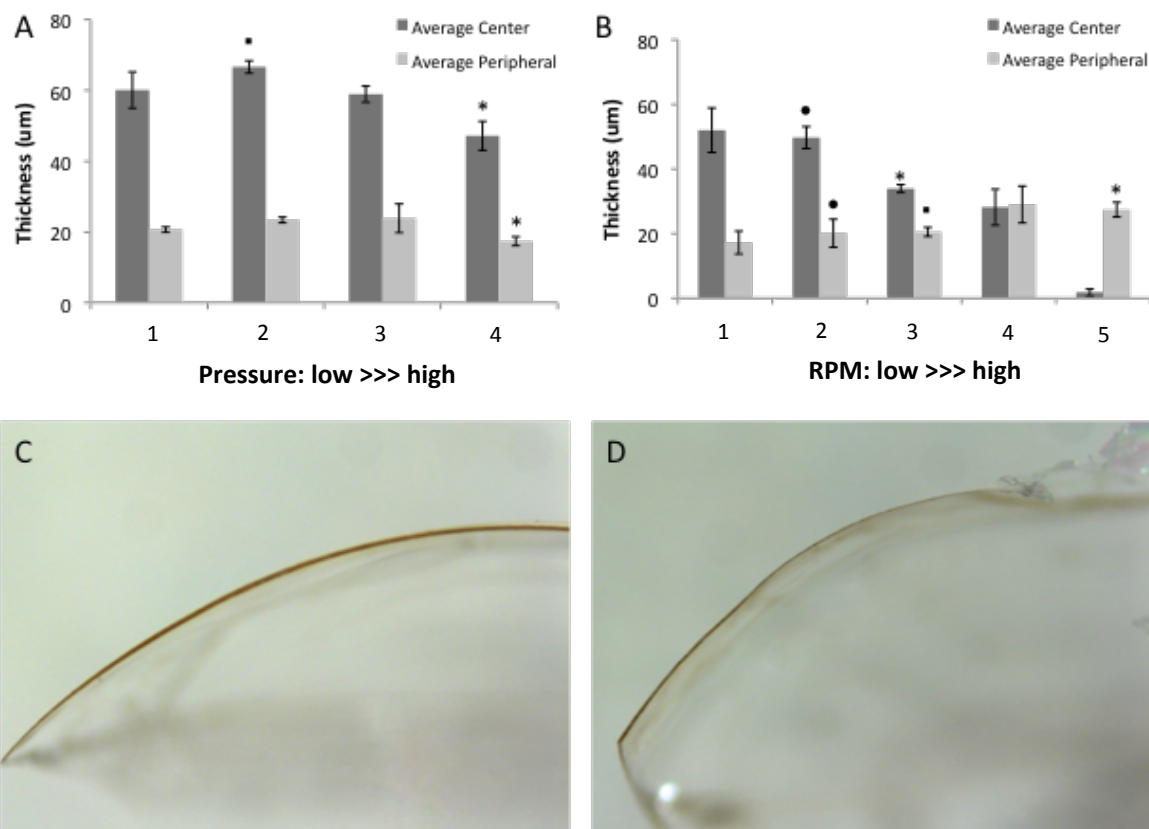 A
80
60
40
20
0
Thickness (um)
Average Center
Average Peripheral
1 2 3 4
Pressure: low >>> high
B
80
60
40
20
0
Thickness (um)
Average Center
Average Peripheral
1 2 3 4 5
RPM: low >>> high
C
D